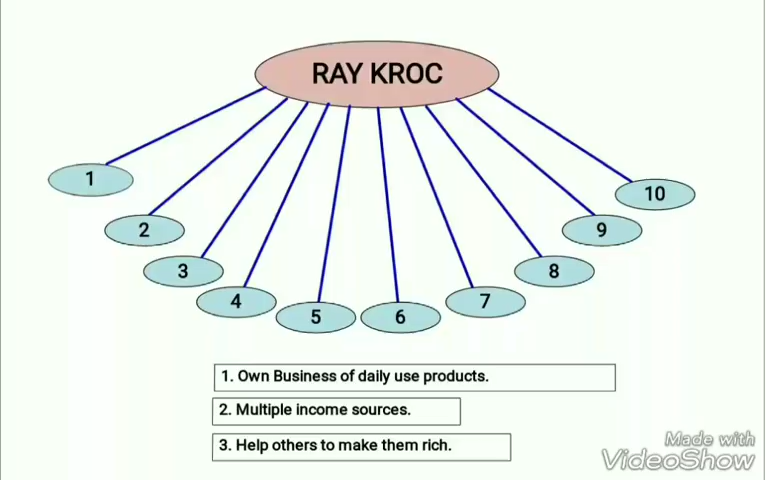 RAY KROC
1
2
3
4
5
6
7
8
9
10
1. Own Business of daily use products.
2. Multiple income sources.
3. Help others to make them rich.
Made with
VideoShow